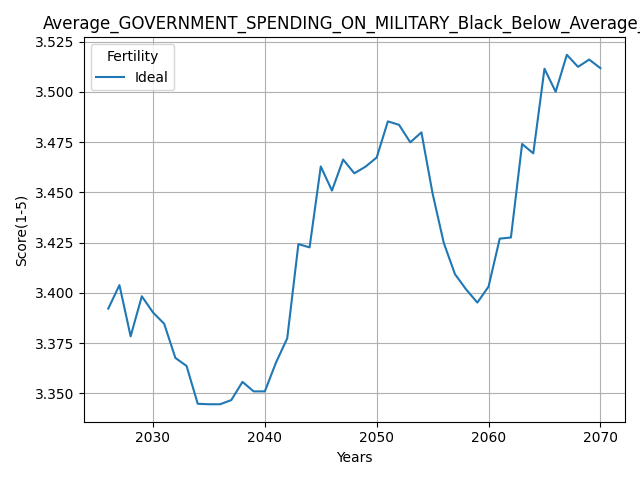 Average_GOVERNMENT_SPENDING_ON_MILITARY_Black_Below_Average_
Fertility
Ideal
Score(1-5)
3.525
3.500
3.475
3.450
3.425
3.400
3.375
3.350
2030 2040 2050 2060 2070
Years